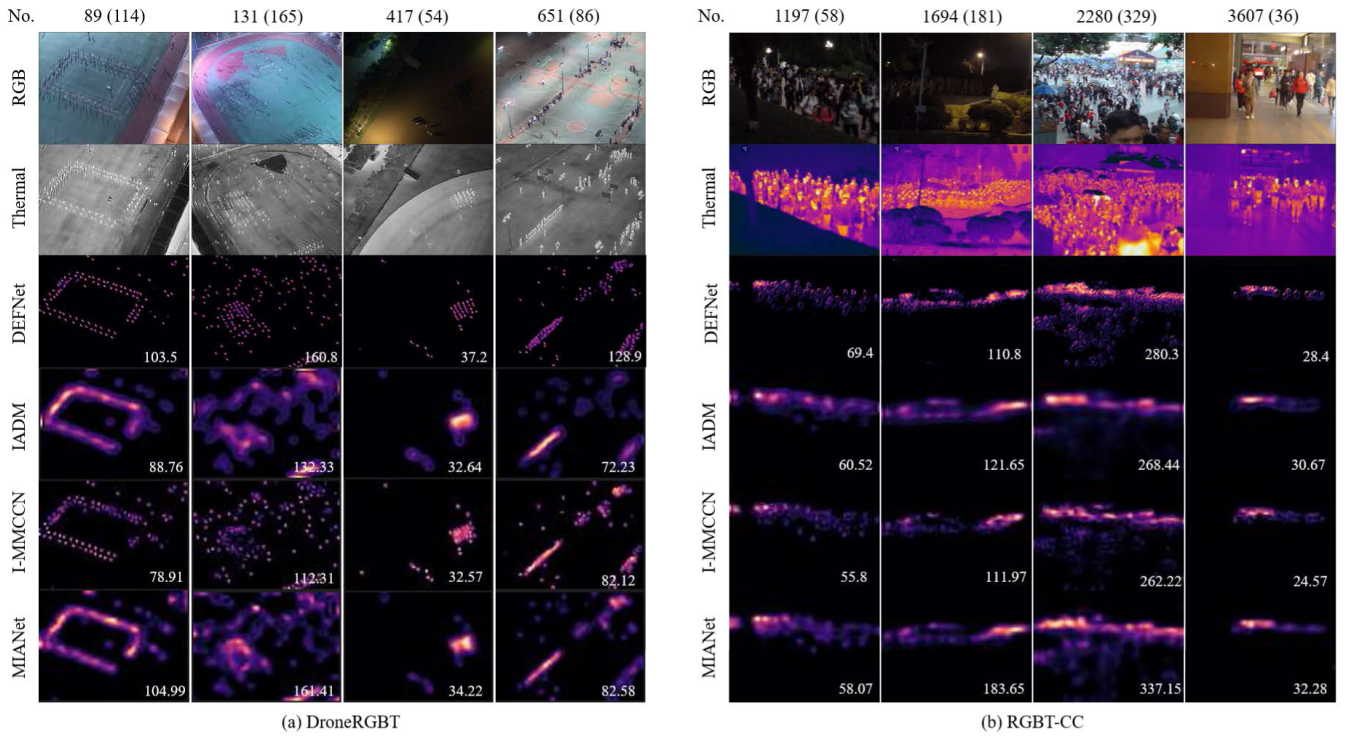 No. 89 (114) 131 (165) 417 (54) 651 (86)
RGB
Thermal
DEFNet 103.5 160.8 37.2 128.9
IADM 88.76 132.33 32.64 72.23
I-MMCCN 78.91 112.31 32.57 82.12
MIANet 104.99 161.41 34.22 82.58
(a) DroneRGBT
No. 1197 (58) 1694 (181) 2280 (329) 3607 (36)
RGB
Thermal
DEFNet 69.4 110.8 280.3 28.4
IADM 60.52 121.65 268.44 30.67
I-MMCCN 55.8 111.97 262.22 24.57
MIANet 58.07 183.65 337.15 32.28
(b) RGBT-CC